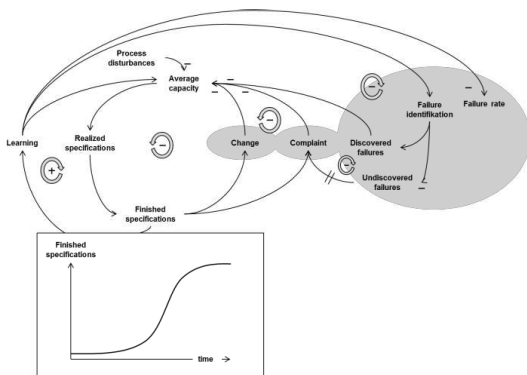 Process
disturbances
–
Average
capacity
–
–
–
–
–
Failure
identifikation
–
Failure rate
Learning
Realized
specifications
–
Change
Complaint
Discovered
failures
+
–
Undiscovered
failures
–
Finished
specifications
Finished
specifications
time